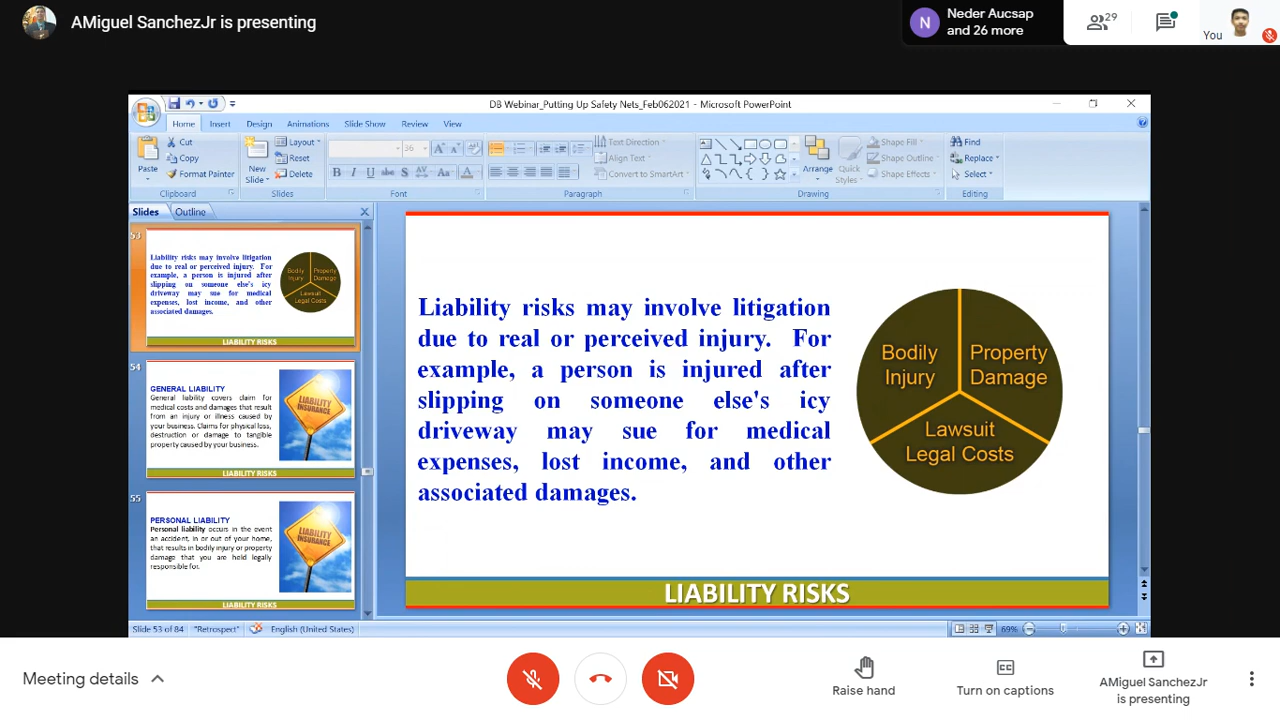 AMiguel SanchezJr is presenting
N
Neder Aucsap
and 26 more
29
You
DB Webinar_Putting Up Safety Nets_Feb062021 - Microsoft PowerPoint
Home Insert Design Animations Slide Show Review View
Paste
Cut
Copy
Format Painter
Clipboard
New
Slide
Layout
Reset
Delete
Slides
36
B I U abc S AV Aa A
Font
Text Direction
Align Text
Convert to SmartArt
Paragraph
Arrange
Quick
Styles
Shape Fill
Shape Outline
Shape Effects
Drawing
Find
Replace
Select
Editing
Slides Outline
53
Liability risks may involve litigation
due to real or perceived injury. For
example, a person is injured after
slipping on someone else's icy
driveway may sue for medical
expenses, lost income, and other
associated damages.
Bodily
Injury
Property
Damage
Lawsuit
Legal Costs
LIABILITY RISKS
54
GENERAL LIABILITY
General liability covers claim for
medical costs and damages that result
from an injury or illness caused by
your business. Claims for physical loss,
destruction or damage to tangible
property caused by your business.
LIABILITY
INSURANCE
LIABILITY RISKS
55
PERSONAL LIABILITY
Personal liability occurs in the event
an accident, in or out of your home,
that results in bodily injury or property
damage that you are held legally
responsible for.
LIABILITY
INSURANCE
LIABILITY RISKS
Liability risks may involve litigation
due to real or perceived injury. For
example, a person is injured after
slipping on someone else's icy
driveway may sue for medical
expenses, lost income, and other
associated damages.
Bodily
Injury
Property
Damage
Lawsuit
Legal Costs
LIABILITY RISKS
Slide 53 of 84 "Retrospect" English (United States) 69%
Meeting details
Raise hand
CC
Turn on captions
AMiguel SanchezJr
is presenting